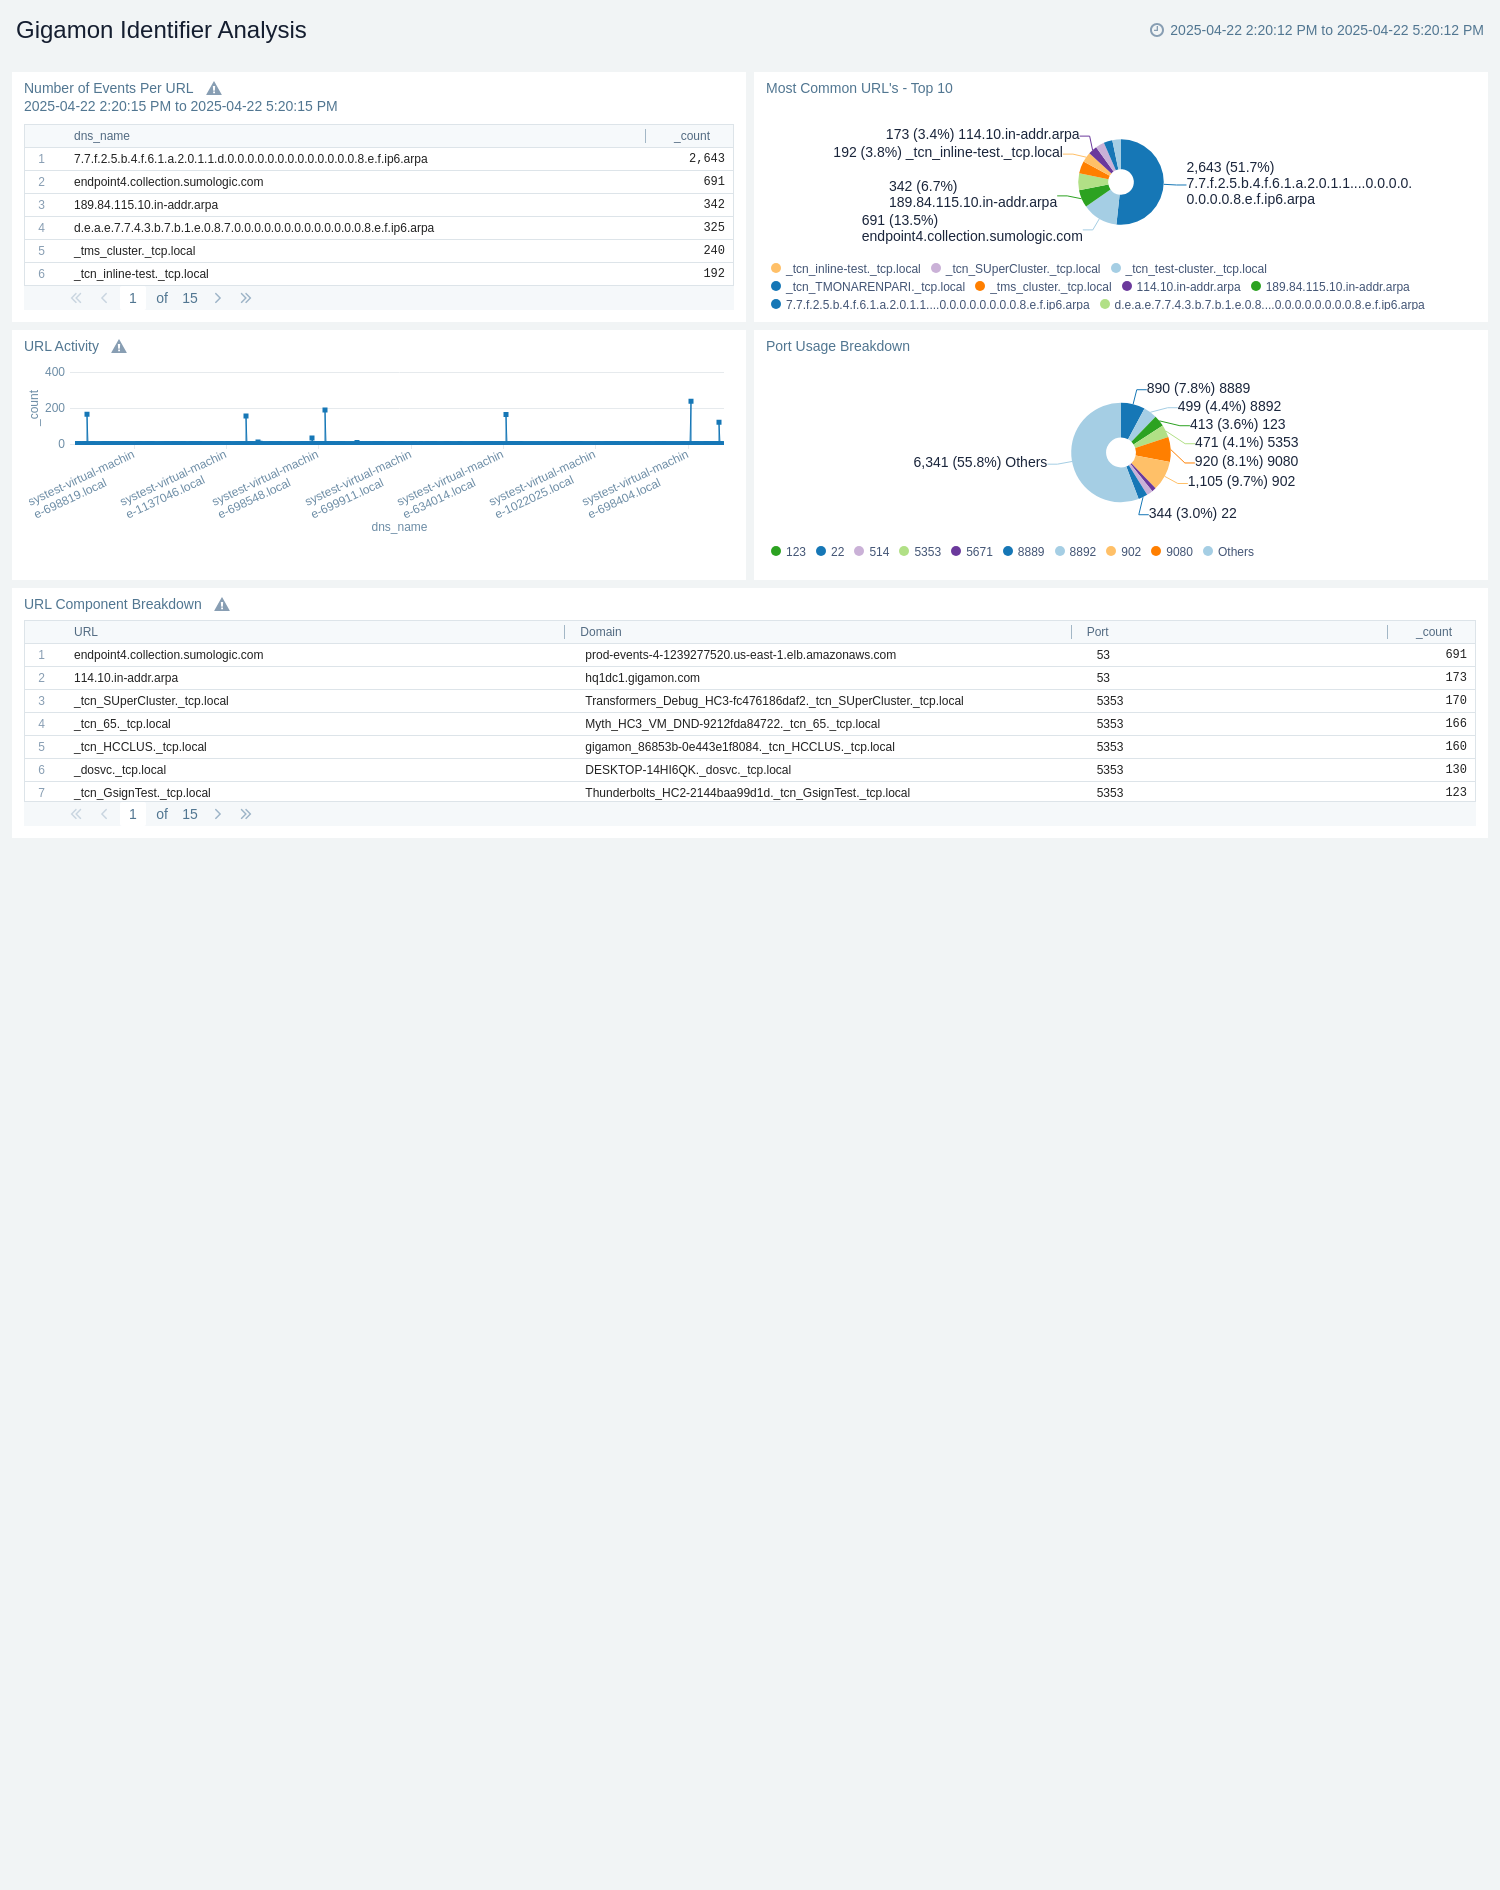 Gigamon Identifier Analysis
2025-04-22 2:20:12 PM to 2025-04-22 5:20:12 PM
Number of Events Per URL
2025-04-22 2:20:15 PM to 2025-04-22 5:20:15 PM
dns_name _count
1 7.7.f.2.5.b.4.f.6.1.a.2.0.1.1.d.0.0.0.0.0.0.0.0.0.0.0.0.0.0.8.e.f.ip6.arpa 2,643
2 endpoint4.collection.sumologic.com 691
3 189.84.115.10.in-addr.arpa 342
4 d.e.a.e.7.7.4.3.b.7.b.1.e.0.8.7.0.0.0.0.0.0.0.0.0.0.0.0.0.0.8.e.f.ip6.arpa 325
5 _tms_cluster._tcp.local 240
6 _tcn_inline-test._tcp.local 192
1 of 15
Most Common URL's - Top 10
173 (3.4%) 114.10.in-addr.arpa
192 (3.8%) _tcn_inline-test._tcp.local
342 (6.7%)
189.84.115.10.in-addr.arpa
691 (13.5%)
endpoint4.collection.sumologic.com
2,643 (51.7%)
7.7.f.2.5.b.4.f.6.1.a.2.0.1.1....0.0.0.0.
0.0.0.0.8.e.f.ip6.arpa
_tcn_inline-test._tcp.local _tcn_SUperCluster._tcp.local _tcn_test-cluster._tcp.local
_tcn_TMONARENPARI._tcp.local _tms_cluster._tcp.local 114.10.in-addr.arpa 189.84.115.10.in-addr.arpa
7.7.f.2.5.b.4.f.6.1.a.2.0.1.1....0.0.0.0.0.0.0.0.8.e.f.ip6.arpa d.e.a.e.7.7.4.3.b.7.b.1.e.0.8....0.0.0.0.0.0.0.0.8.e.f.ip6.arpa
URL Activity
400
200
0
_count
systest-virtual-machin
e-698819.local
systest-virtual-machin
e-1137046.local
systest-virtual-machin
e-698548.local
systest-virtual-machin
e-699911.local
systest-virtual-machin
e-634014.local
systest-virtual-machin
e-1022025.local
systest-virtual-machin
e-698404.local
dns_name
Port Usage Breakdown
890 (7.8%) 8889
499 (4.4%) 8892
413 (3.6%) 123
471 (4.1%) 5353
920 (8.1%) 9080
1,105 (9.7%) 902
344 (3.0%) 22
6,341 (55.8%) Others
123 22 514 5353 5671 8889 8892 902 9080 Others
URL Component Breakdown
URL Domain Port _count
1 endpoint4.collection.sumologic.com prod-events-4-1239277520.us-east-1.elb.amazonaws.com 53 691
2 114.10.in-addr.arpa hq1dc1.gigamon.com 53 173
3 _tcn_SUperCluster._tcp.local Transformers_Debug_HC3-fc476186daf2._tcn_SUperCluster._tcp.local 5353 170
4 _tcn_65._tcp.local Myth_HC3_VM_DND-9212fda84722._tcn_65._tcp.local 5353 166
5 _tcn_HCCLUS._tcp.local gigamon_86853b-0e443e1f8084._tcn_HCCLUS._tcp.local 5353 160
6 _dosvc._tcp.local DESKTOP-14HI6QK._dosvc._tcp.local 5353 130
7 _tcn_GsignTest._tcp.local Thunderbolts_HC2-2144baa99d1d._tcn_GsignTest._tcp.local 5353 123
1 of 15